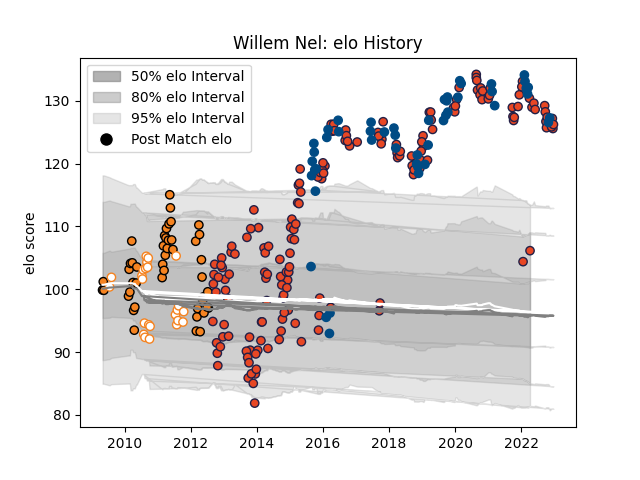 Willem Nel: elo History
50% elo Interval
80% elo Interval
95% elo Interval
Post Match elo
elo score
130
120
110
100
90
80
2010
2012
2014
2016
2018
2020
2022